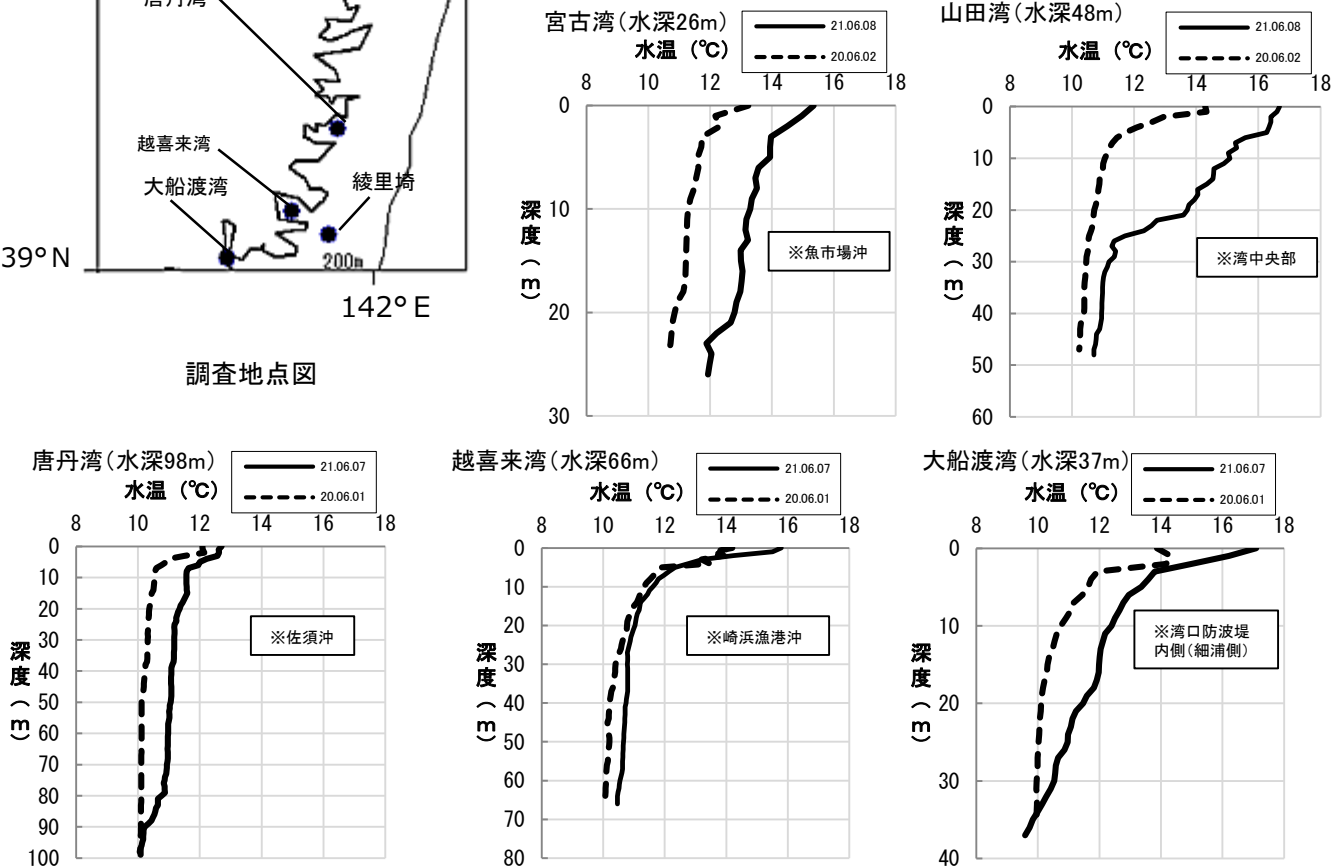 唐丹湾
越喜来湾
大船渡湾
綾里埼
39°N
200m
142°E
調査地点図
宮古湾(水深26m)
水温（℃）
21.06.08
20.06.02
8 10 12 14 16 18
0
10
20
30
深度（m）
※魚市場沖
山田湾(水深48m)
水温（℃）
21.06.08
20.06.02
8 10 12 14 16 18
0
10
20
30
40
50
60
深度（m）
※湾中央部
唐丹湾(水深98m)
水温（℃）
21.06.07
20.06.01
8 10 12 14 16 18
0
10
20
30
40
50
60
70
80
90
100
深度（m）
※佐須沖
越喜来湾(水深66m)
水温（℃）
21.06.07
20.06.01
8 10 12 14 16 18
0
10
20
30
40
50
60
70
80
深度（m）
※崎浜漁港沖
大船渡湾(水深37m)
水温（℃）
21.06.07
20.06.01
8 10 12 14 16 18
0
10
20
30
40
深度（m）
※湾口防波堤
内側(細浦側)